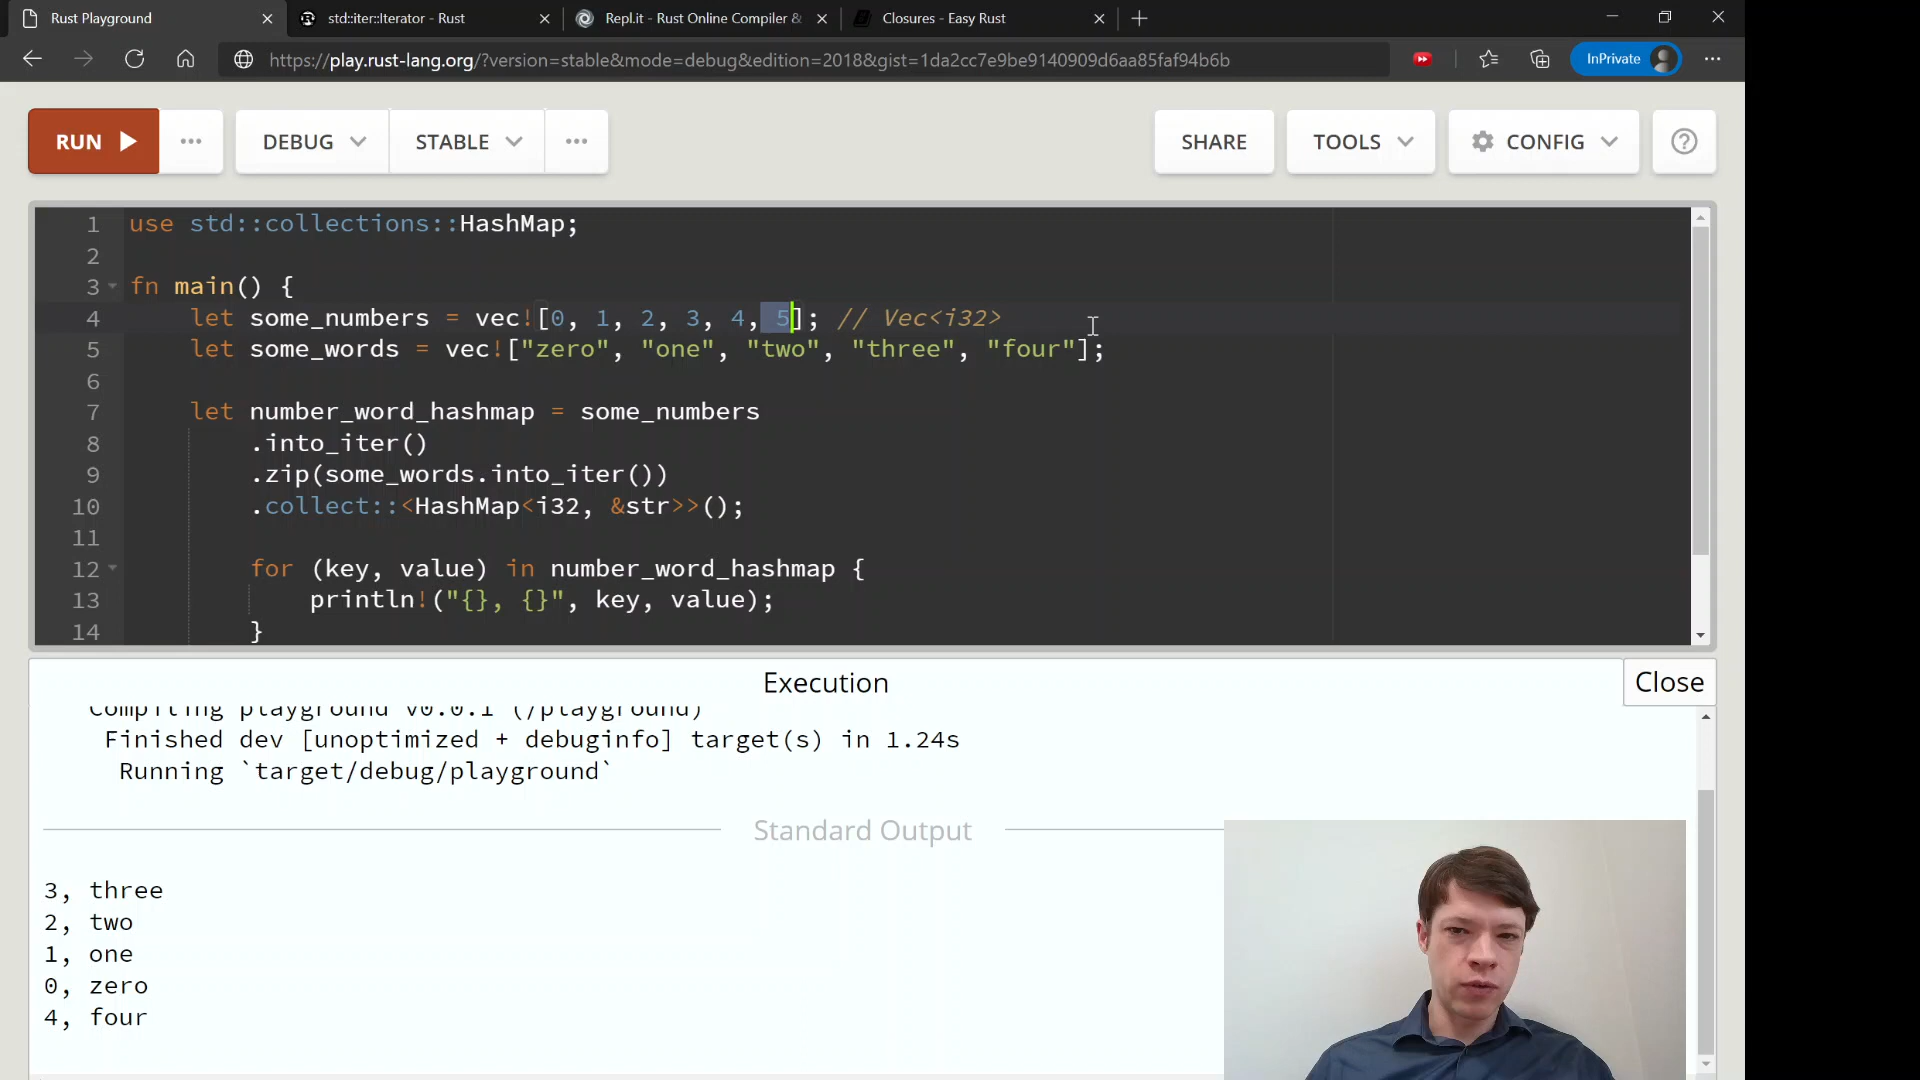 Rust Playground
std::iter::Iterator - Rust
Repl.it - Rust Online Compiler &
Closures - Easy Rust
https://play.rust-lang.org/?version=stable&mode=debug&edition=2018&gist=1da2cc7e9be9140909d6aa85faf94b6b
InPrivate
RUN
DEBUG
STABLE
SHARE
TOOLS
CONFIG
1 use std::collections::HashMap;
2
3 fn main() {
4 let some_numbers = vec![0, 1, 2, 3, 4, 5]; // Vec<i32>
5 let some_words = vec!["zero", "one", "two", "three", "four"];
6
7 let number_word_hashmap = some_numbers
8 .into_iter()
9 .zip(some_words.into_iter())
10 .collect::<HashMap<i32, &str>>();
11
12 for (key, value) in number_word_hashmap {
13 println!("{}, {}", key, value);
14 }
Execution
Close
Compiling playground v0.0.1 (/playground)
Finished dev [unoptimized + debuginfo] target(s) in 1.24s
Running `target/debug/playground`
Standard Output
3, three
2, two
1, one
0, zero
4, four